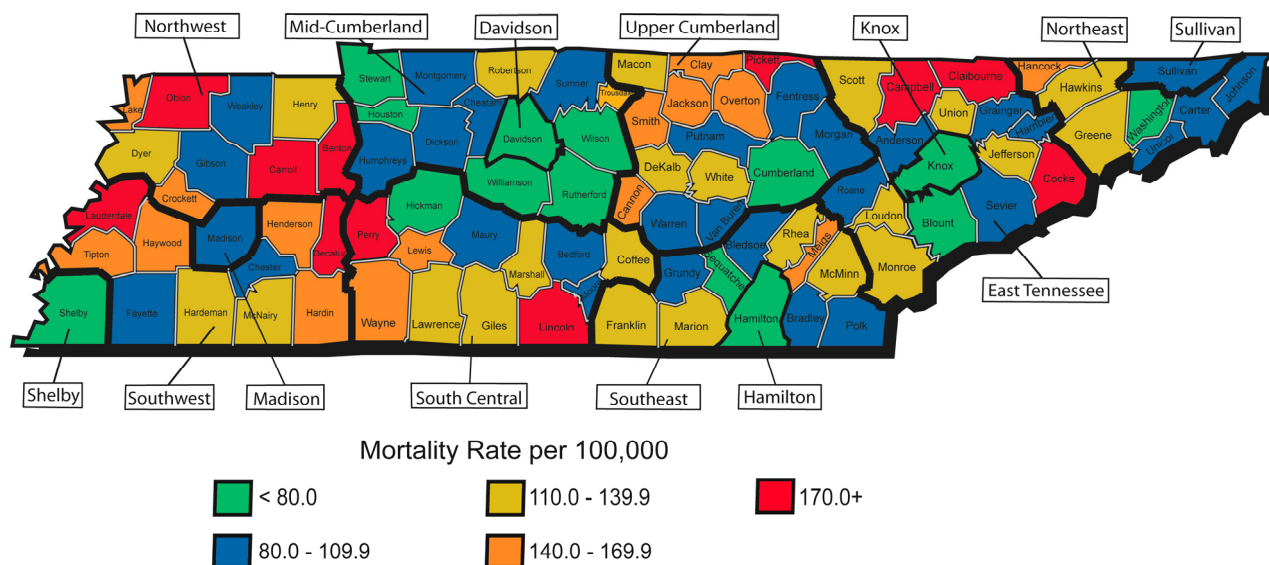 Northwest
Mid-Cumberland
Davidson
Upper Cumberland
Knox
Northeast
Sullivan
Lake
Obion
Weakley
Henry
Stewart
Montgomery
Robertson
Sumner
Macon
Trousdale
Clay
Pickett
Scott
Campbell
Claibourne
Hancock
Hawkins
Sullivan
Johnson
Houston
Cheatam
Davidson
Wilson
Smith
Jackson
Overton
Fentress
Union
Grainger
Hamblen
Greene
Washington
Carter
Unicoi
Dyer
Gibson
Carroll
Benton
Humphreys
Dickson
Williamson
Rutherford
DeKalb
Putnam
White
Cumberland
Morgan
Anderson
Knox
Jefferson
Cocke
Lauderdale
Crockett
Haywood
Madison
Henderson
Decatur
Perry
Hickman
Lewis
Maury
Cannon
Warren
Van Buren
Bledsoe
Rhea
Meigs
Roane
Loudon
Blount
Sevier
Tipton
Chester
Marshall
Bedford
Coffee
Grundy
Sequatche
McMinn
Monroe
Shelby
Fayette
Hardeman
McNairy
Hardin
Wayne
Lawrence
Giles
Lincoln
Franklin
Marion
Hamilton
Bradley
Polk
East Tennessee
Shelby
Southwest
Madison
South Central
Southeast
Hamilton
Mortality Rate per 100,000
< 80.0
110.0 - 139.9
170.0+
80.0 - 109.9
140.0 - 169.9